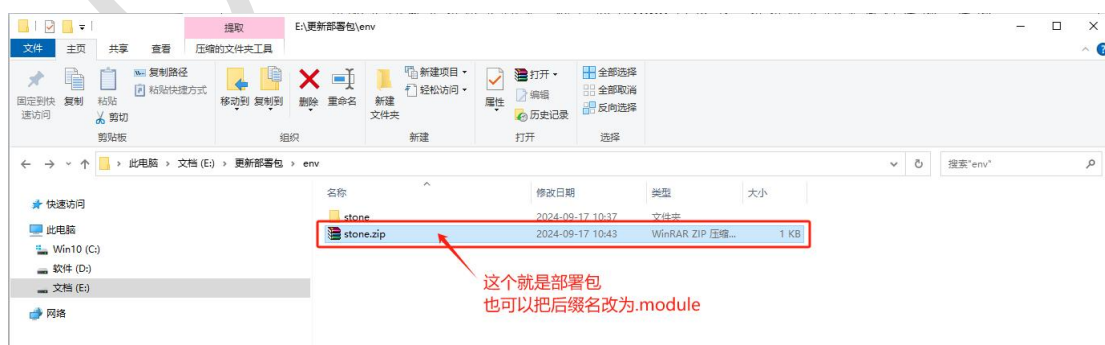 提取
E:\更新部署包\env
文件 主页 共享 查看 压缩的文件夹工具
固定到快速访问
复制
粘贴
复制路径
粘贴快捷方式
剪切
剪贴板
移动到 复制到 删除 重命名
组织
新建文件夹
新建项目
轻松访问
新建
属性
打开
编辑
历史记录
打开
全部选择
全部取消
反向选择
选择
此电脑 › 文档 (E:) › 更新部署包 › env
搜索"env"
名称 修改日期 类型 大小
快速访问
此电脑
Win10 (C:)
软件 (D:)
文档 (E:)
网络
stone 2024-09-17 10:37 文件夹
stone.zip 2024-09-17 10:43 WinRAR ZIP 压缩... 1 KB
这个就是部署包
也可以把后缀名改为.module